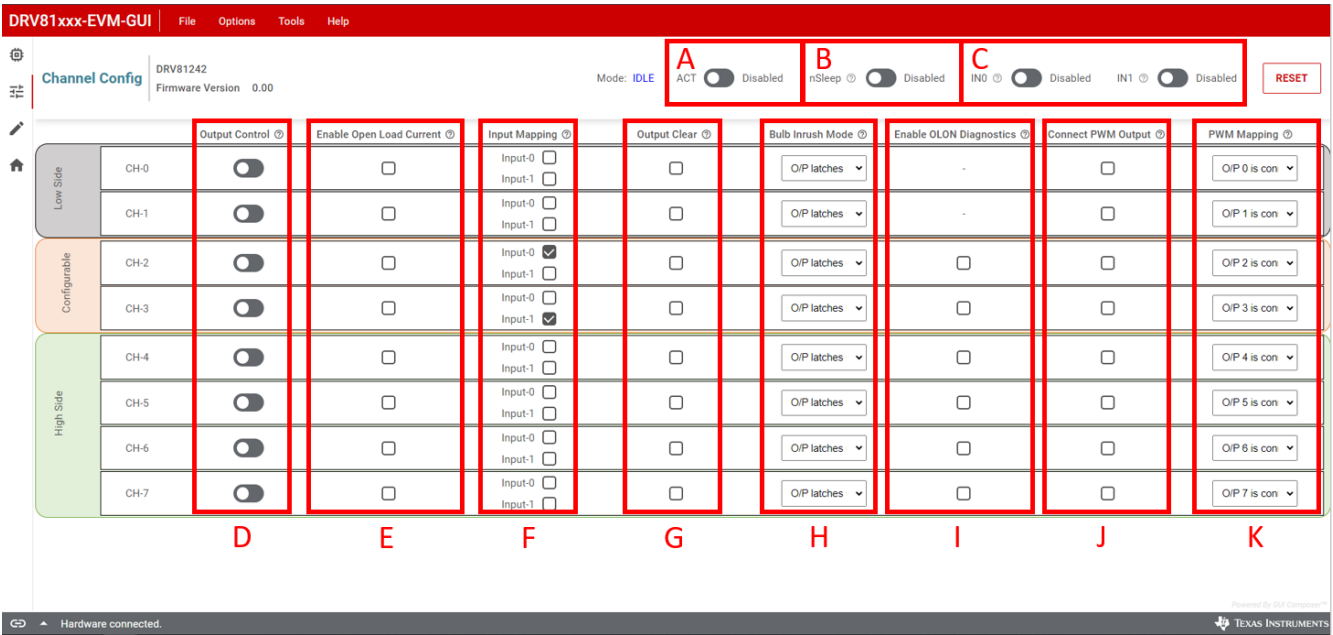 DRV81xxx-EVM-GUI File Options Tools Help
Channel Config
DRV81242
Firmware Version 0.00
Mode: IDLE
A
ACT Disabled
B
nSleep Disabled
C
IN0 Disabled IN1 Disabled
RESET
Output Control Enable Open Load Current Input Mapping Output Clear Bulb Inrush Mode Enable OLON Diagnostics Connect PWM Output PWM Mapping
Low Side
CH-0 Input-0 O/P latches - O/P 0 is con
Input-1
CH-1 Input-0 O/P latches - O/P 1 is con
Input-1
Configurable
CH-2 Input-0 O/P latches O/P 2 is con
Input-1
CH-3 Input-0 O/P latches O/P 3 is con
Input-1
High Side
CH-4 Input-0 O/P latches O/P 4 is con
Input-1
CH-5 Input-0 O/P latches O/P 5 is con
Input-1
CH-6 Input-0 O/P latches O/P 6 is con
Input-1
CH-7 Input-0 O/P latches O/P 7 is con
Input-1
D E F G H I J K
Powered By GUI Composer™
Hardware connected.
TEXAS INSTRUMENTS